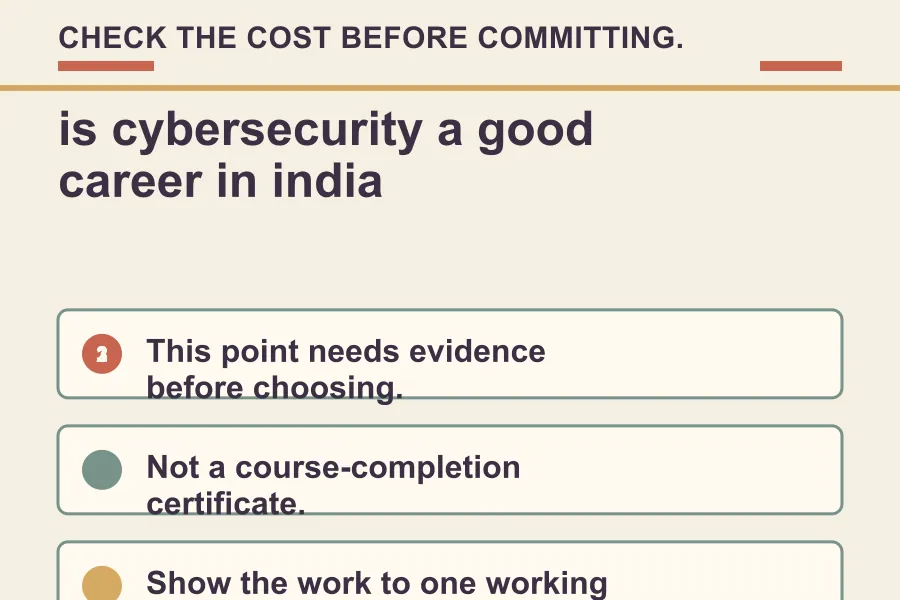 CHECK THE COST BEFORE COMMITTING.
is cybersecurity a good
career in india
This point needs evidence
before choosing.
Not a course-completion
certificate.
Show the work to one working